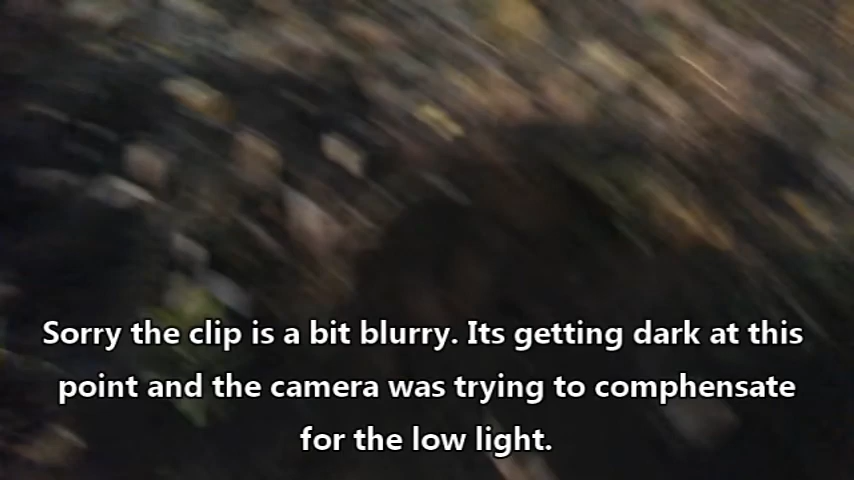 Sorry the clip is a bit blurry. Its getting dark at this
point and the camera was trying to comphensate
for the low light.